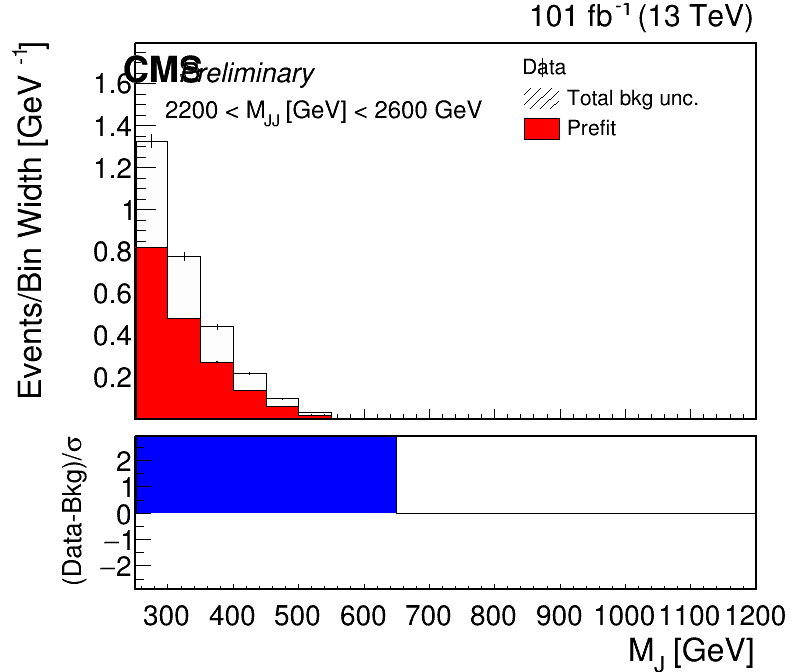 101 fb⁻¹ (13 TeV)
CMS Preliminary
2200 < M_JJ [GeV] < 2600 GeV
Data
Total bkg unc.
Prefit
Events/Bin Width [GeV⁻¹]
1.6
1.4
1.2
1
0.8
0.6
0.4
0.2
(Data-Bkg)/σ
2
1
0
−1
−2
300 400 500 600 700 800 900 1000 1100 1200
M_J [GeV]